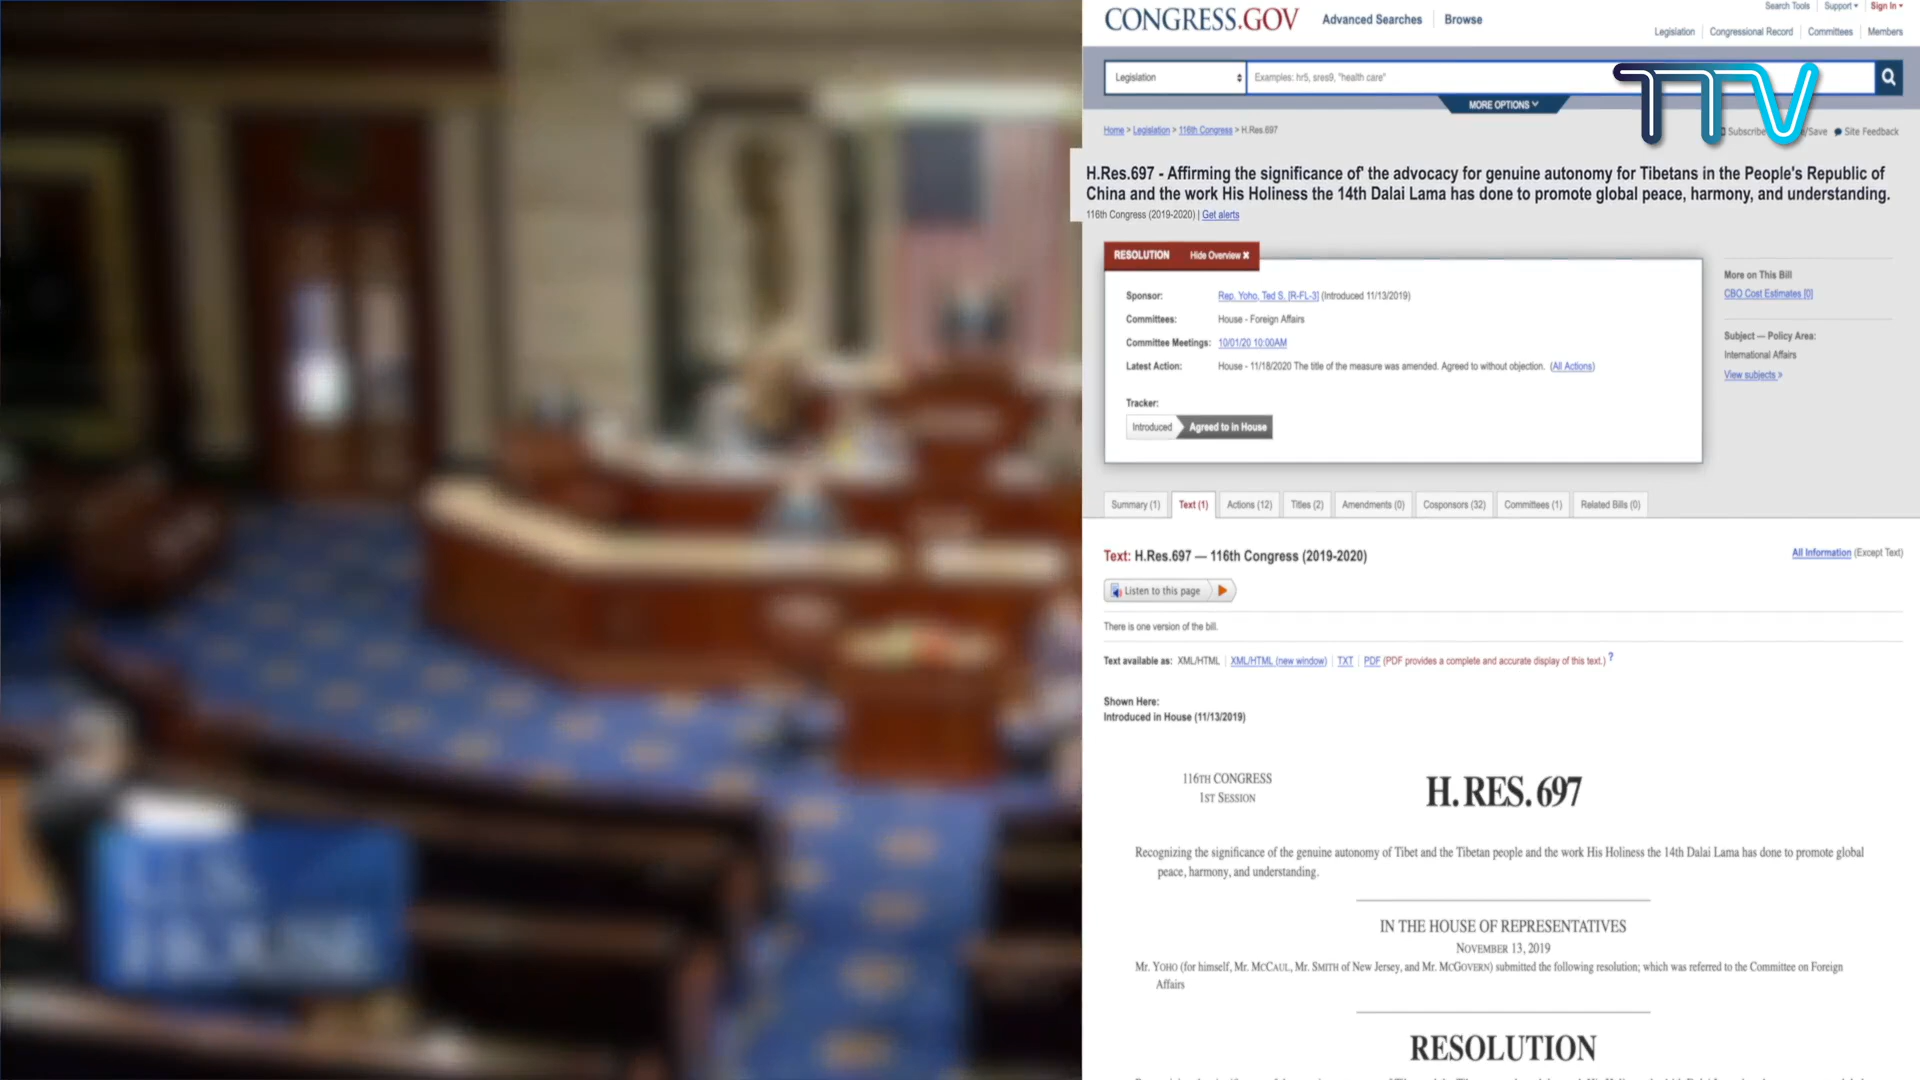 CONGRESS.GOV
Advanced Searches
Browse
Search Tools
Support
Sign In
Legislation
Congressional Record
Committees
Members
Legislation
Examples: hr5, sres9, "health care"
MORE OPTIONS
TTV
Home > Legislation > 116th Congress > H.Res.697
Subscribe
/Save
Site Feedback
H.Res.697 - Affirming the significance of' the advocacy for genuine autonomy for Tibetans in the People's Republic of
China and the work His Holiness the 14th Dalai Lama has done to promote global peace, harmony, and understanding.
116th Congress (2019-2020) | Get alerts
RESOLUTION Hide Overview ✖
Sponsor: Rep. Yoho, Ted S. [R-FL-3] (Introduced 11/13/2019)
Committees: House - Foreign Affairs
Committee Meetings: 10/01/20 10:00AM
Latest Action: House - 11/18/2020 The title of the measure was amended. Agreed to without objection. (All Actions)
Tracker:
Introduced Agreed to in House
More on This Bill
CBO Cost Estimates [0]
Subject — Policy Area:
International Affairs
View subjects >
Summary (1) Text (1) Actions (12) Titles (2) Amendments (0) Cosponsors (32) Committees (1) Related Bills (0)
Text: H.Res.697 — 116th Congress (2019-2020)
All Information (Except Text)
Listen to this page
There is one version of the bill.
Text available as: XML/HTML | XML/HTML (new window) | TXT | PDF (PDF provides a complete and accurate display of this text.) ?
Shown Here:
Introduced in House (11/13/2019)
116TH CONGRESS
1ST SESSION
H. RES. 697
Recognizing the significance of the genuine autonomy of Tibet and the Tibetan people and the work His Holiness the 14th Dalai Lama has done to promote global
peace, harmony, and understanding.
IN THE HOUSE OF REPRESENTATIVES
NOVEMBER 13, 2019
Mr. YOHO (for himself, Mr. MCCAUL, Mr. SMITH of New Jersey, and Mr. MCGOVERN) submitted the following resolution; which was referred to the Committee on Foreign
Affairs
RESOLUTION